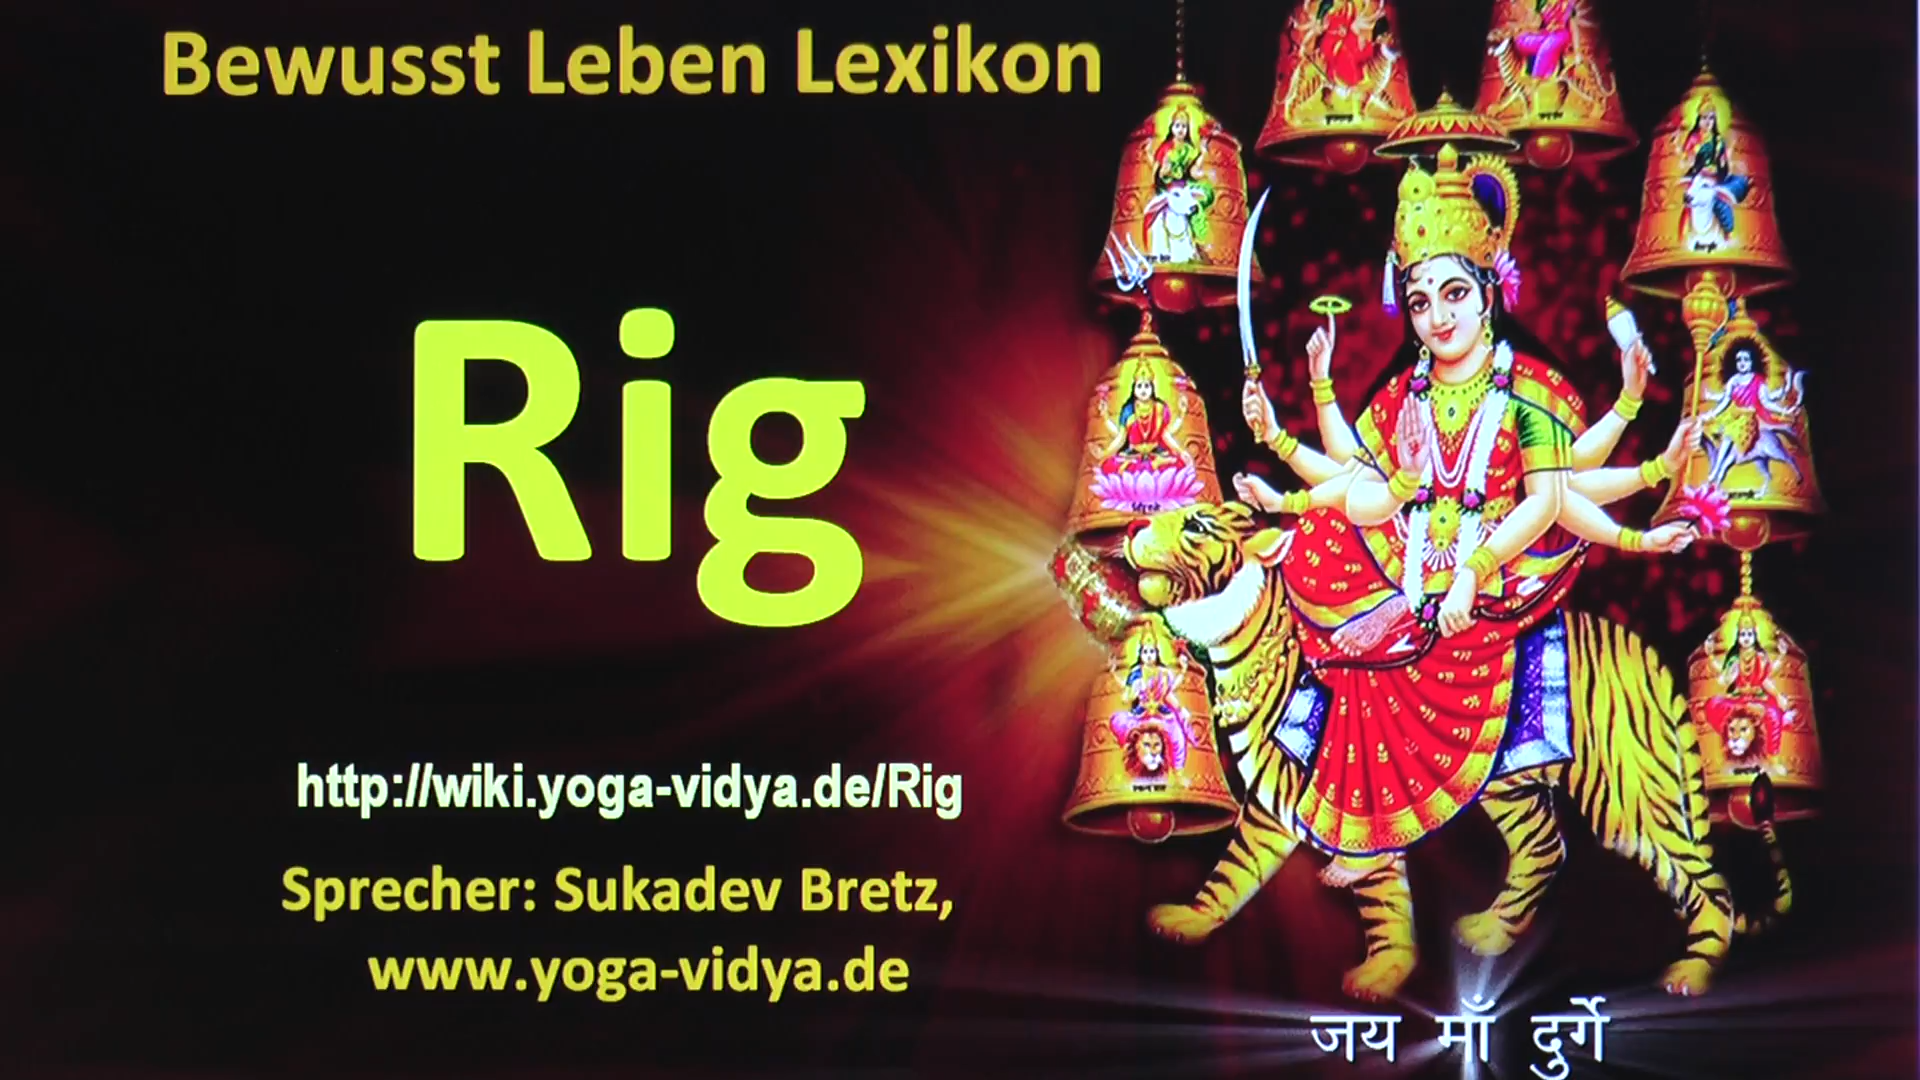 Bewusst Leben Lexikon
Rig
http://wiki.yoga-vidya.de/Rig
Sprecher: Sukadev Bretz,
www.yoga-vidya.de
जय माँ दुर्गे